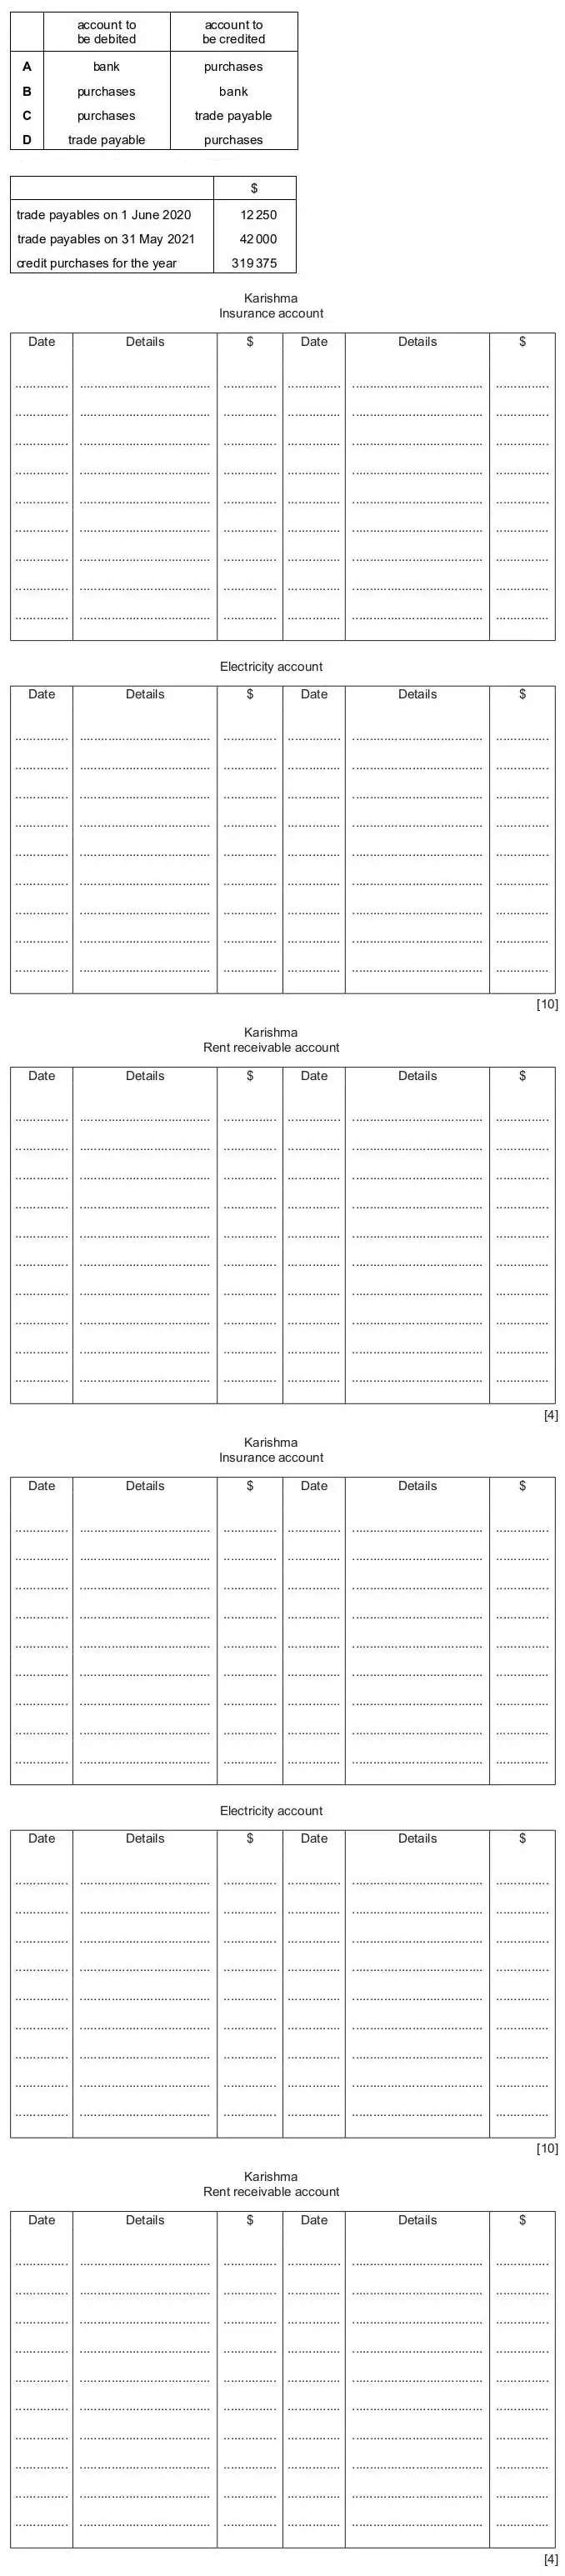 account to be debited account to be credited
A bank purchases
B purchases bank
C purchases trade payable
D trade payable purchases
$
trade payables on 1 June 2020 12 250
trade payables on 31 May 2021 42 000
credit purchases for the year 319 375
Karishma
Insurance account
Date Details $ Date Details $
Electricity account
Date Details $ Date Details $
[10]
Karishma
Rent receivable account
Date Details $ Date Details $
[4]
Karishma
Insurance account
Date Details $ Date Details $
Electricity account
Date Details $ Date Details $
[10]
Karishma
Rent receivable account
Date Details $ Date Details $
[4]